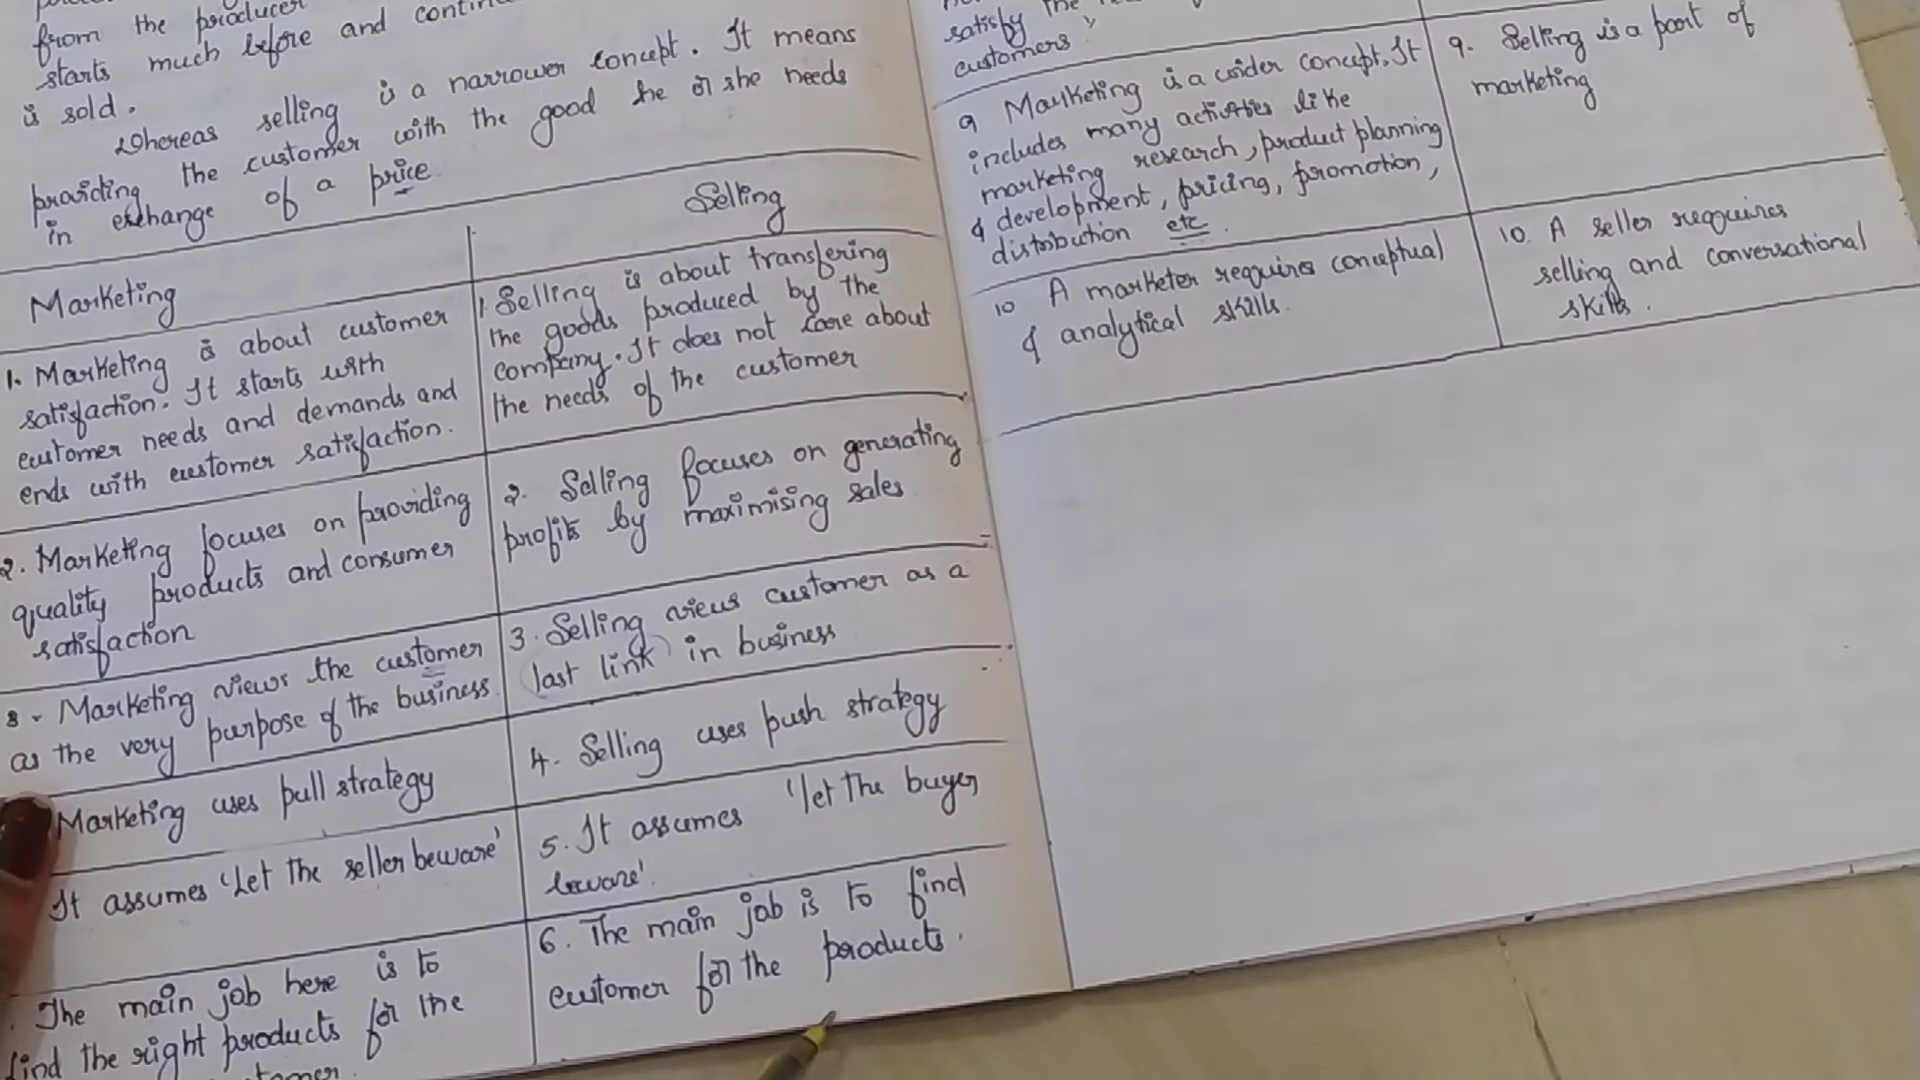 from the producer
starts much before and
is sold.
Whereas selling is a narrower concept. It means
providing the customer with the good he or she needs
in exchange of a price
Marketing
Selling
1. Marketing is about customer
satisfaction. It starts with
customer needs and demands and
ends with customer satisfaction.
1. Selling is about transfering
the goods produced by the
company. It does not care about
the needs of the customer
2. Marketing focuses on providing
quality products and consumer
satisfaction
2. Selling focuses on generating
profits by maximising sales
3. Marketing views the customer
as the very purpose of the business
3. Selling views customer as a
last link in business
Marketing uses pull strategy
4. Selling uses push strategy
It assumes 'Let the seller beware'
5. It assumes 'let the buyer
beware'.
. The main job here is to
find the right products for the
6. The main job is to find
customer for the products.
satisfy the
customers
9 Marketing is a wider concept. It
includes many activities like
marketing research, product planning
& development, pricing, promotion,
distribution etc.
9. Selling is a part of
marketing
10 A marketer requires conceptual
& analytical skills.
10. A seller requires
selling and conversational
skills.